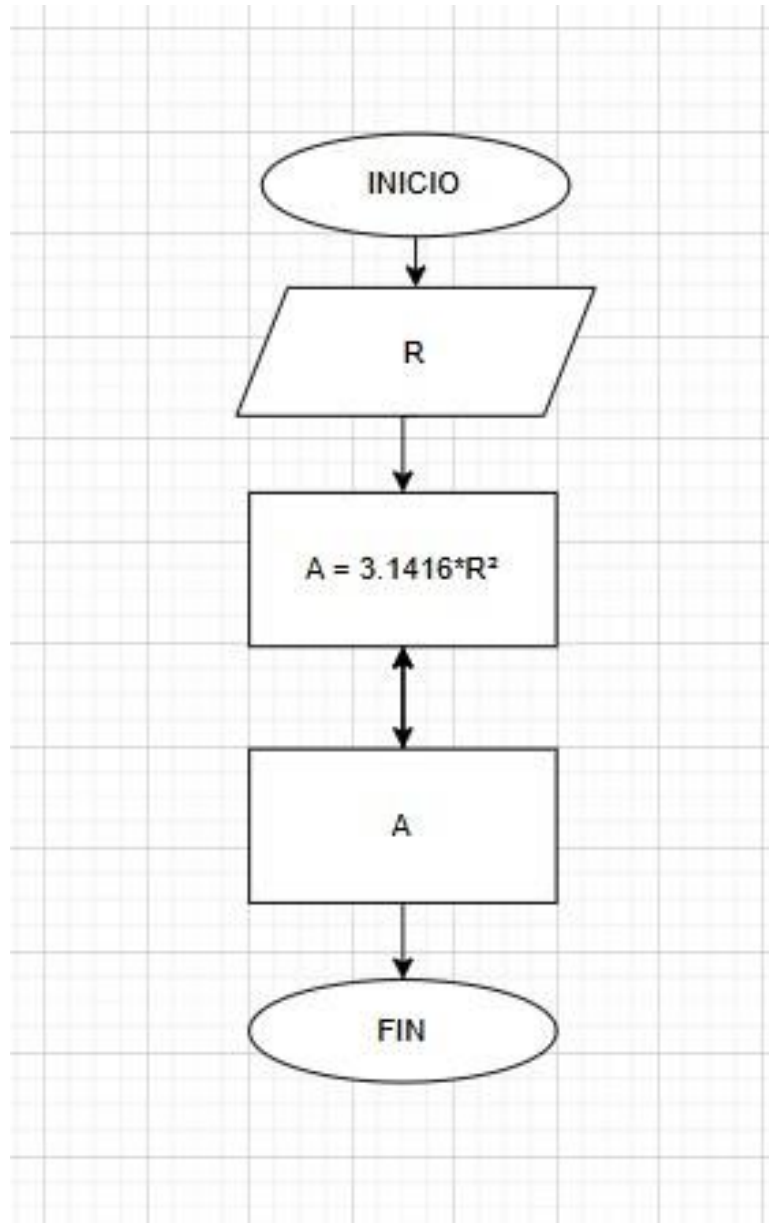 INICIO
R
A = 3.1416*R²
A
FIN